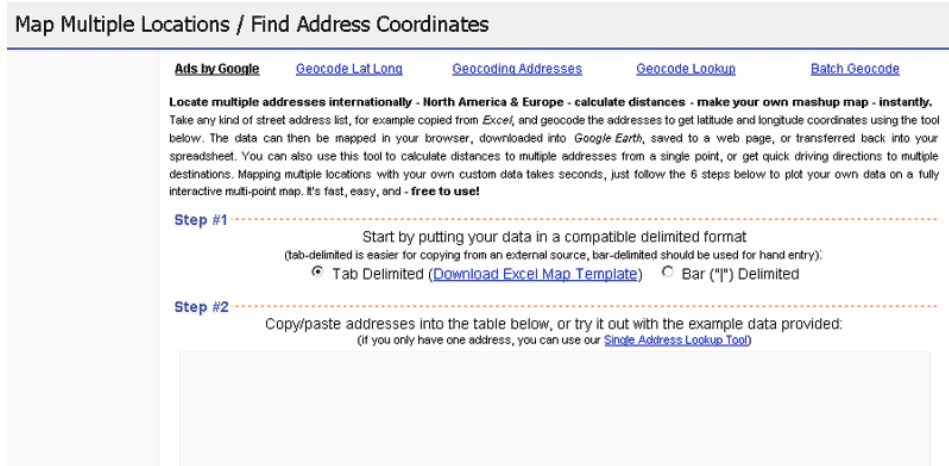 Map Multiple Locations / Find Address Coordinates
Ads by Google Geocode Lat Long Geocoding Addresses Geocode Lookup Batch Geocode
Locate multiple addresses internationally - North America & Europe - calculate distances - make your own mashup map - instantly.
Take any kind of street address list, for example copied from Excel, and geocode the addresses to get latitude and longitude coordinates using the tool
below. The data can then be mapped in your browser, downloaded into Google Earth, saved to a web page, or transferred back into your
spreadsheet. You can also use this tool to calculate distances to multiple addresses from a single point, or get quick driving directions to multiple
destinations. Mapping multiple locations with your own custom data takes seconds, just follow the 6 steps below to plot your own data on a fully
interactive multi-point map. It's fast, easy, and - free to use!
Step #1
Start by putting your data in a compatible delimited format
(tab-delimited is easier for copying from an external source, bar-delimited should be used for hand entry):
Tab Delimited (Download Excel Map Template) Bar ("|") Delimited
Step #2
Copy/paste addresses into the table below, or try it out with the example data provided:
(if you only have one address, you can use our Single Address Lookup Tool)